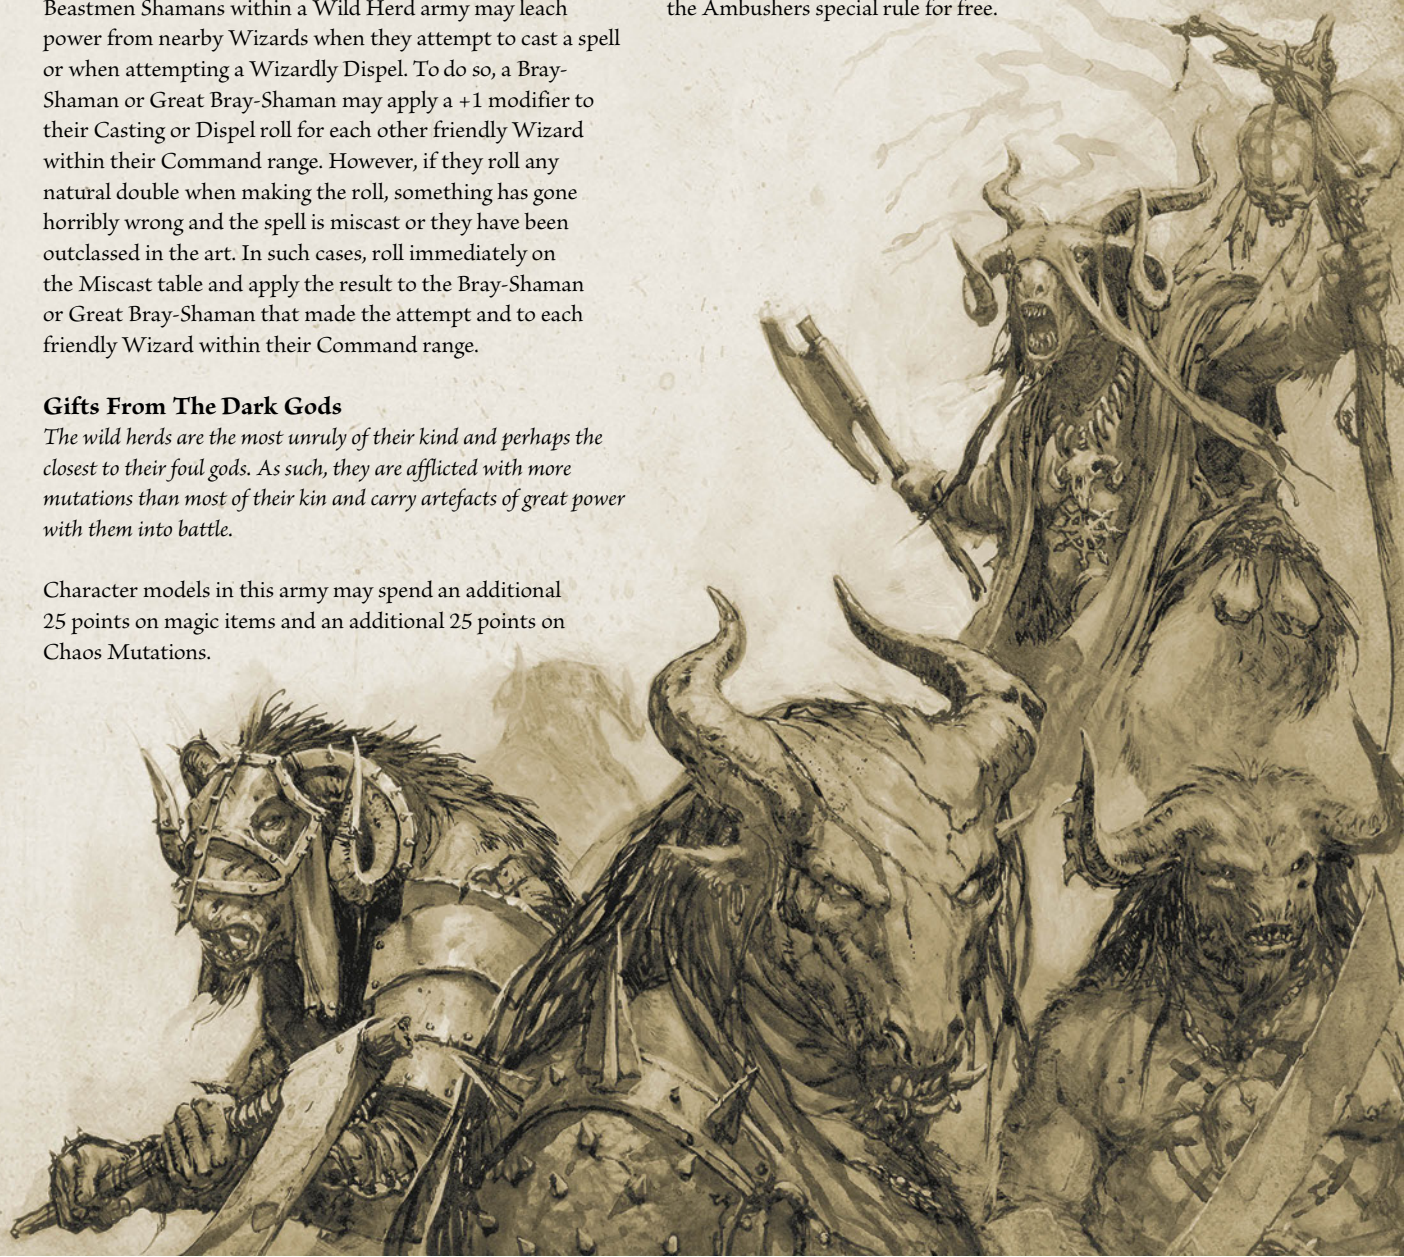 Beastmen Shamans within a Wild Herd army may leach
power from nearby Wizards when they attempt to cast a spell
or when attempting a Wizardly Dispel. To do so, a Bray-
Shaman or Great Bray-Shaman may apply a +1 modifier to
their Casting or Dispel roll for each other friendly Wizard
within their Command range. However, if they roll any
natural double when making the roll, something has gone
horribly wrong and the spell is miscast or they have been
outclassed in the art. In such cases, roll immediately on
the Miscast table and apply the result to the Bray-Shaman
or Great Bray-Shaman that made the attempt and to each
friendly Wizard within their Command range.
Gifts From The Dark Gods
The wild herds are the most unruly of their kind and perhaps the
closest to their foul gods. As such, they are afflicted with more
mutations than most of their kin and carry artefacts of great power
with them into battle.
Character models in this army may spend an additional
25 points on magic items and an additional 25 points on
Chaos Mutations.
the Ambushers special rule for free.